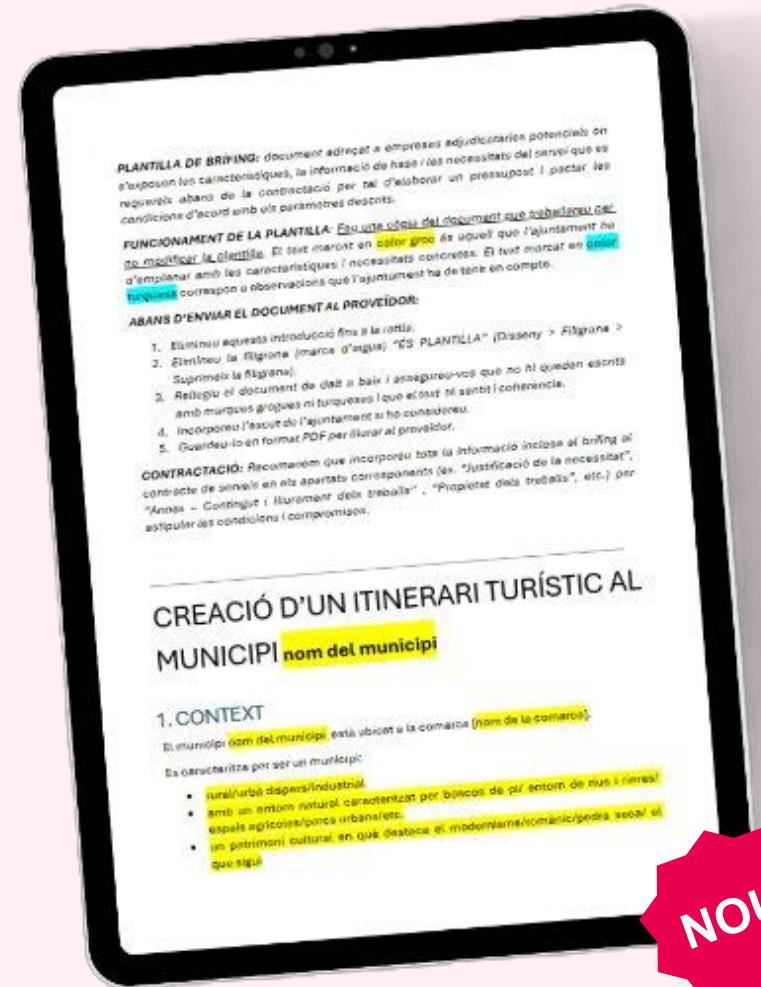 PLANTILLA DE BRÍFING: document adreçat a empreses adjudicatàries potencials on
s'exposen les característiques, la informació de base i les necessitats del servei que es
requereix abans de la contractació per tal d'elaborar un pressupost i pactar les
condicions d'acord amb els paràmetres descrits.
FUNCIONAMENT DE LA PLANTILLA: Feu una còpia del document que treballareu per
no modificar la plantilla. El text marcat en color groc és aquell que l'ajuntament ha
d'emplenar amb les característiques i necessitats concretes. El text marcat en color
turquesa correspon a observacions que l'ajuntament ha de tenir en compte.
ABANS D'ENVIAR EL DOCUMENT AL PROVEÏDOR:
1. Elimineu aquesta introducció fins a la ratlla.
2. Elimineu la filigrana (marca d'aigua) "ÉS PLANTILLA" (Disseny > Filigrana >
Suprimeix la filigrana).
3. Rellegiu el document de dalt a baix i assegureu-vos que no hi queden escrits
amb marques grogues ni turqueses i que el text té sentit i coherència.
4. Incorporeu l'escut de l'ajuntament si ho considereu.
5. Guardeu-lo en format PDF per lliurar al proveïdor.
CONTRACTACIÓ: Recomanem que incorporeu tota la informació inclosa al brífing al
contracte de serveis en els apartats corresponents (ex. "Justificació de la necessitat",
"Annex – Contingut i lliurament dels treballs" , "Propietat dels treballs", etc.) per
estipular les condicions i compromisos.
CREACIÓ D'UN ITINERARI TURÍSTIC AL
MUNICIPI nom del municipi
1. CONTEXT
El municipi nom del municipi està ubicat a la comarca [nom de la comarca].
Es caracteritza per ser un municipi:
• rural/urbà dispers/industrial
• amb un entorn natural caracteritzat per boscos de pi/ entorn de rius i rieres/
espais agrícoles/parcs urbans/etc.
• un patrimoni cultural en què destaca el modernisme/romànic/pedra seca/ el
que sigui
NOU